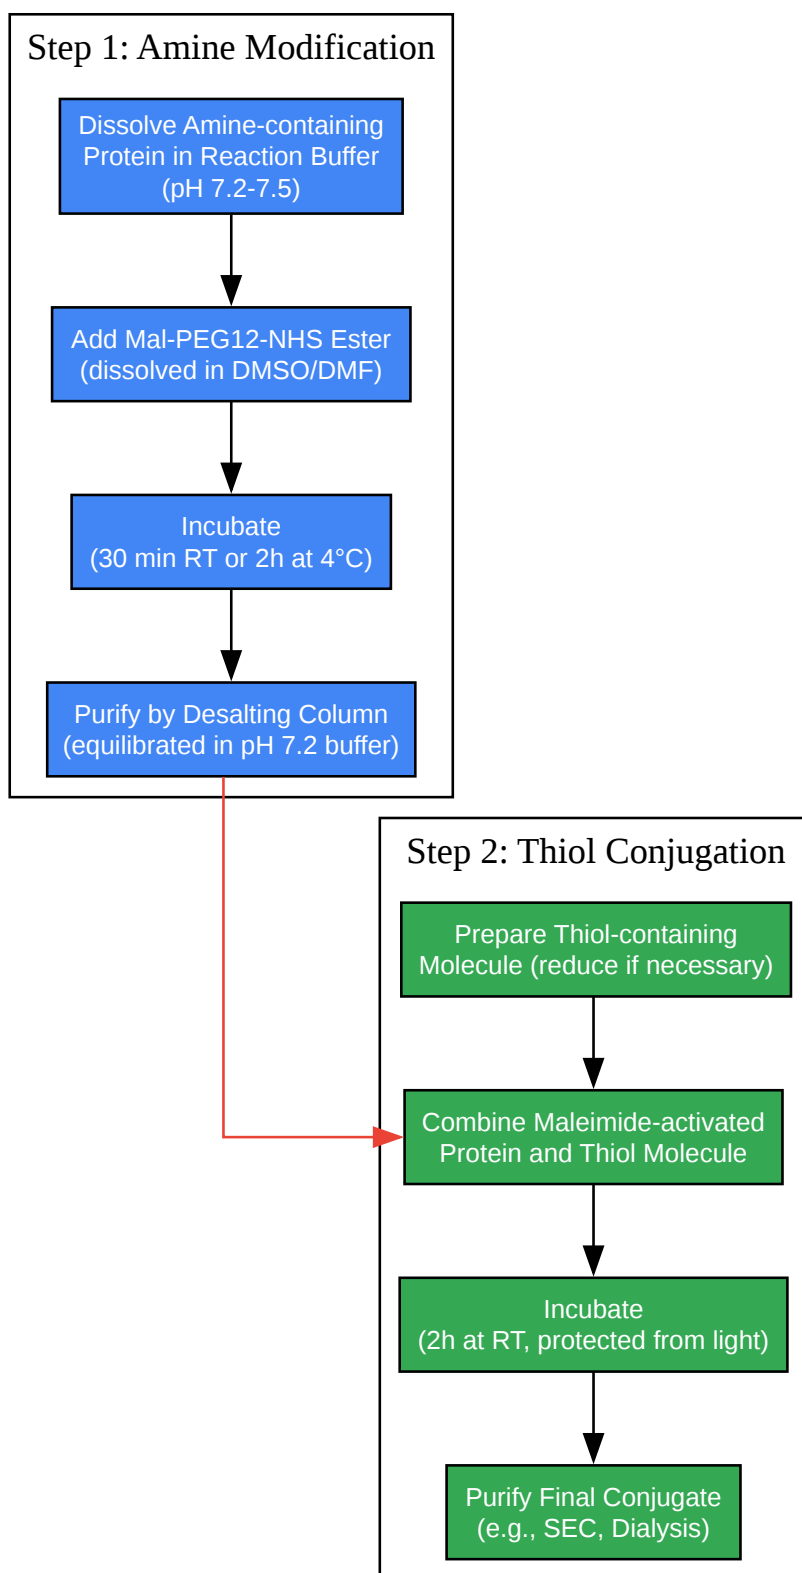 Step 1: Amine Modification
Dissolve Amine-containing
Protein in Reaction Buffer
(pH 7.2-7.5)
Add Mal-PEG12-NHS Ester
(dissolved in DMSO/DMF)
Incubate
(30 min RT or 2h at 4°C)
Purify by Desalting Column
(equilibrated in pH 7.2 buffer)
Step 2: Thiol Conjugation
Prepare Thiol-containing
Molecule (reduce if necessary)
Combine Maleimide-activated
Protein and Thiol Molecule
Incubate
(2h at RT, protected from light)
Purify Final Conjugate
(e.g., SEC, Dialysis)